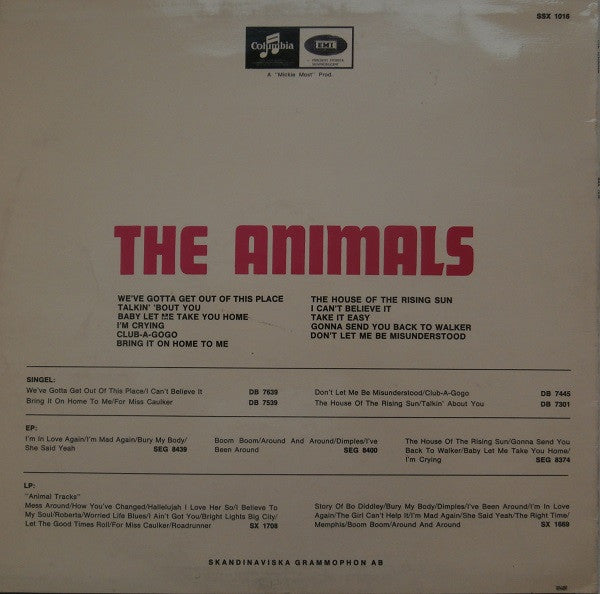 SSX 1016
Columbia
EMI
A "Mickie Most" Prod.
THE ANIMALS
WE'VE GOTTA GET OUT OF THIS PLACE
TALKIN' 'BOUT YOU
BABY LET ME TAKE YOU HOME
I'M CRYING
CLUB-A-GOGO
BRING IT ON HOME TO ME
THE HOUSE OF THE RISING SUN
I CAN'T BELIEVE IT
TAKE IT EASY
GONNA SEND YOU BACK TO WALKER
DON'T LET ME BE MISUNDERSTOOD
SINGEL:
We've Gotta Get Out Of This Place/I Can't Believe It DB 7639
Bring It On Home To Me/For Miss Caulker DB 7539
Don't Let Me Be Misunderstood/Club-A-Gogo DB 7445
The House Of The Rising Sun/Talkin' About You DB 7301
EP:
I'm In Love Again/I'm Mad Again/Bury My Body/
She Said Yeah SEG 8439
Boom Boom/Around And Around/Dimples/I've
Been Around SEG 8400
The House Of The Rising Sun/Gonna Send You
Back To Walker/Baby Let Me Take You Home/
I'm Crying SEG 8374
LP:
"Animal Tracks"
Mess Around/How You've Changed/Hallelujah I Love Her So/I Believe To
My Soul/Roberta/Worried Life Blues/I Ain't Got You/Bright Lights Big City/
Let The Good Times Roll/For Miss Caulker/Roadrunner SX 1708
Story Of Bo Diddley/Bury My Body/Dimples/I've Been Around/I'm In Love
Again/The Girl Can't Help It/I'm Mad Again/She Said Yeah/The Right Time/
Memphis/Boom Boom/Around And Around SX 1669
SKANDINAVISKA GRAMMOPHON AB